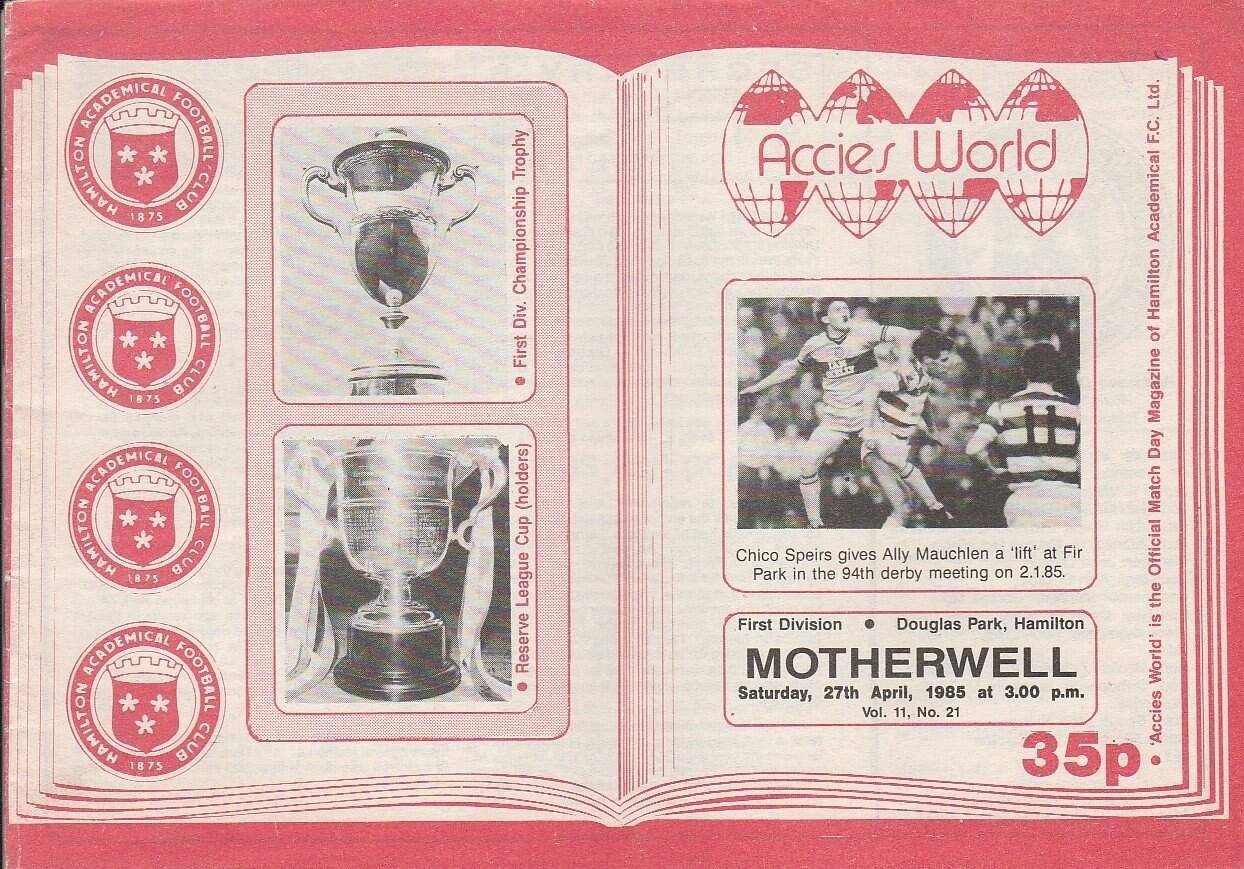 HAMILTON ACADEMICAL FOOTBALL CLUB
1875
HAMILTON ACADEMICAL FOOTBALL CLUB
1875
HAMILTON ACADEMICAL FOOTBALL CLUB
1875
HAMILTON ACADEMICAL FOOTBALL CLUB
1875
● First Div. Championship Trophy
● Reserve League Cup (holders)
Accies World
11
Chico Speirs gives Ally Mauchlen a 'lift' at Fir
Park in the 94th derby meeting on 2.1.85.
First Division ● Douglas Park, Hamilton
MOTHERWELL
Saturday, 27th April, 1985 at 3.00 p.m.
Vol. 11, No. 21
35p
● 'Accies World' is the Official Match Day Magazine of Hamilton Academical F.C. Ltd.